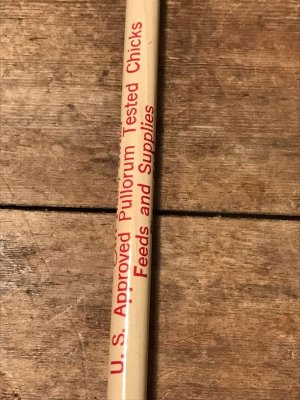 U. S. Approved Pullorum Tested Chicks
Feeds and Supplies